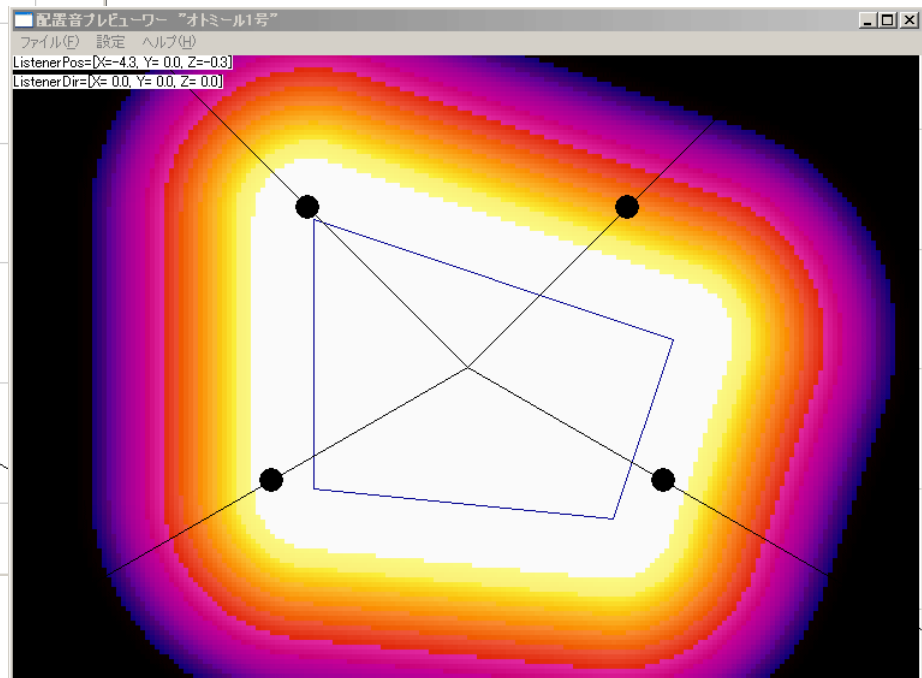 配置音プレビューワー "オトミール1号"
ファイル(F) 設定 ヘルプ(H)
ListenerPos=[X=-4.3, Y= 0.0, Z=-0.3]
ListenerDir=[X= 0.0, Y= 0.0, Z= 0.0]